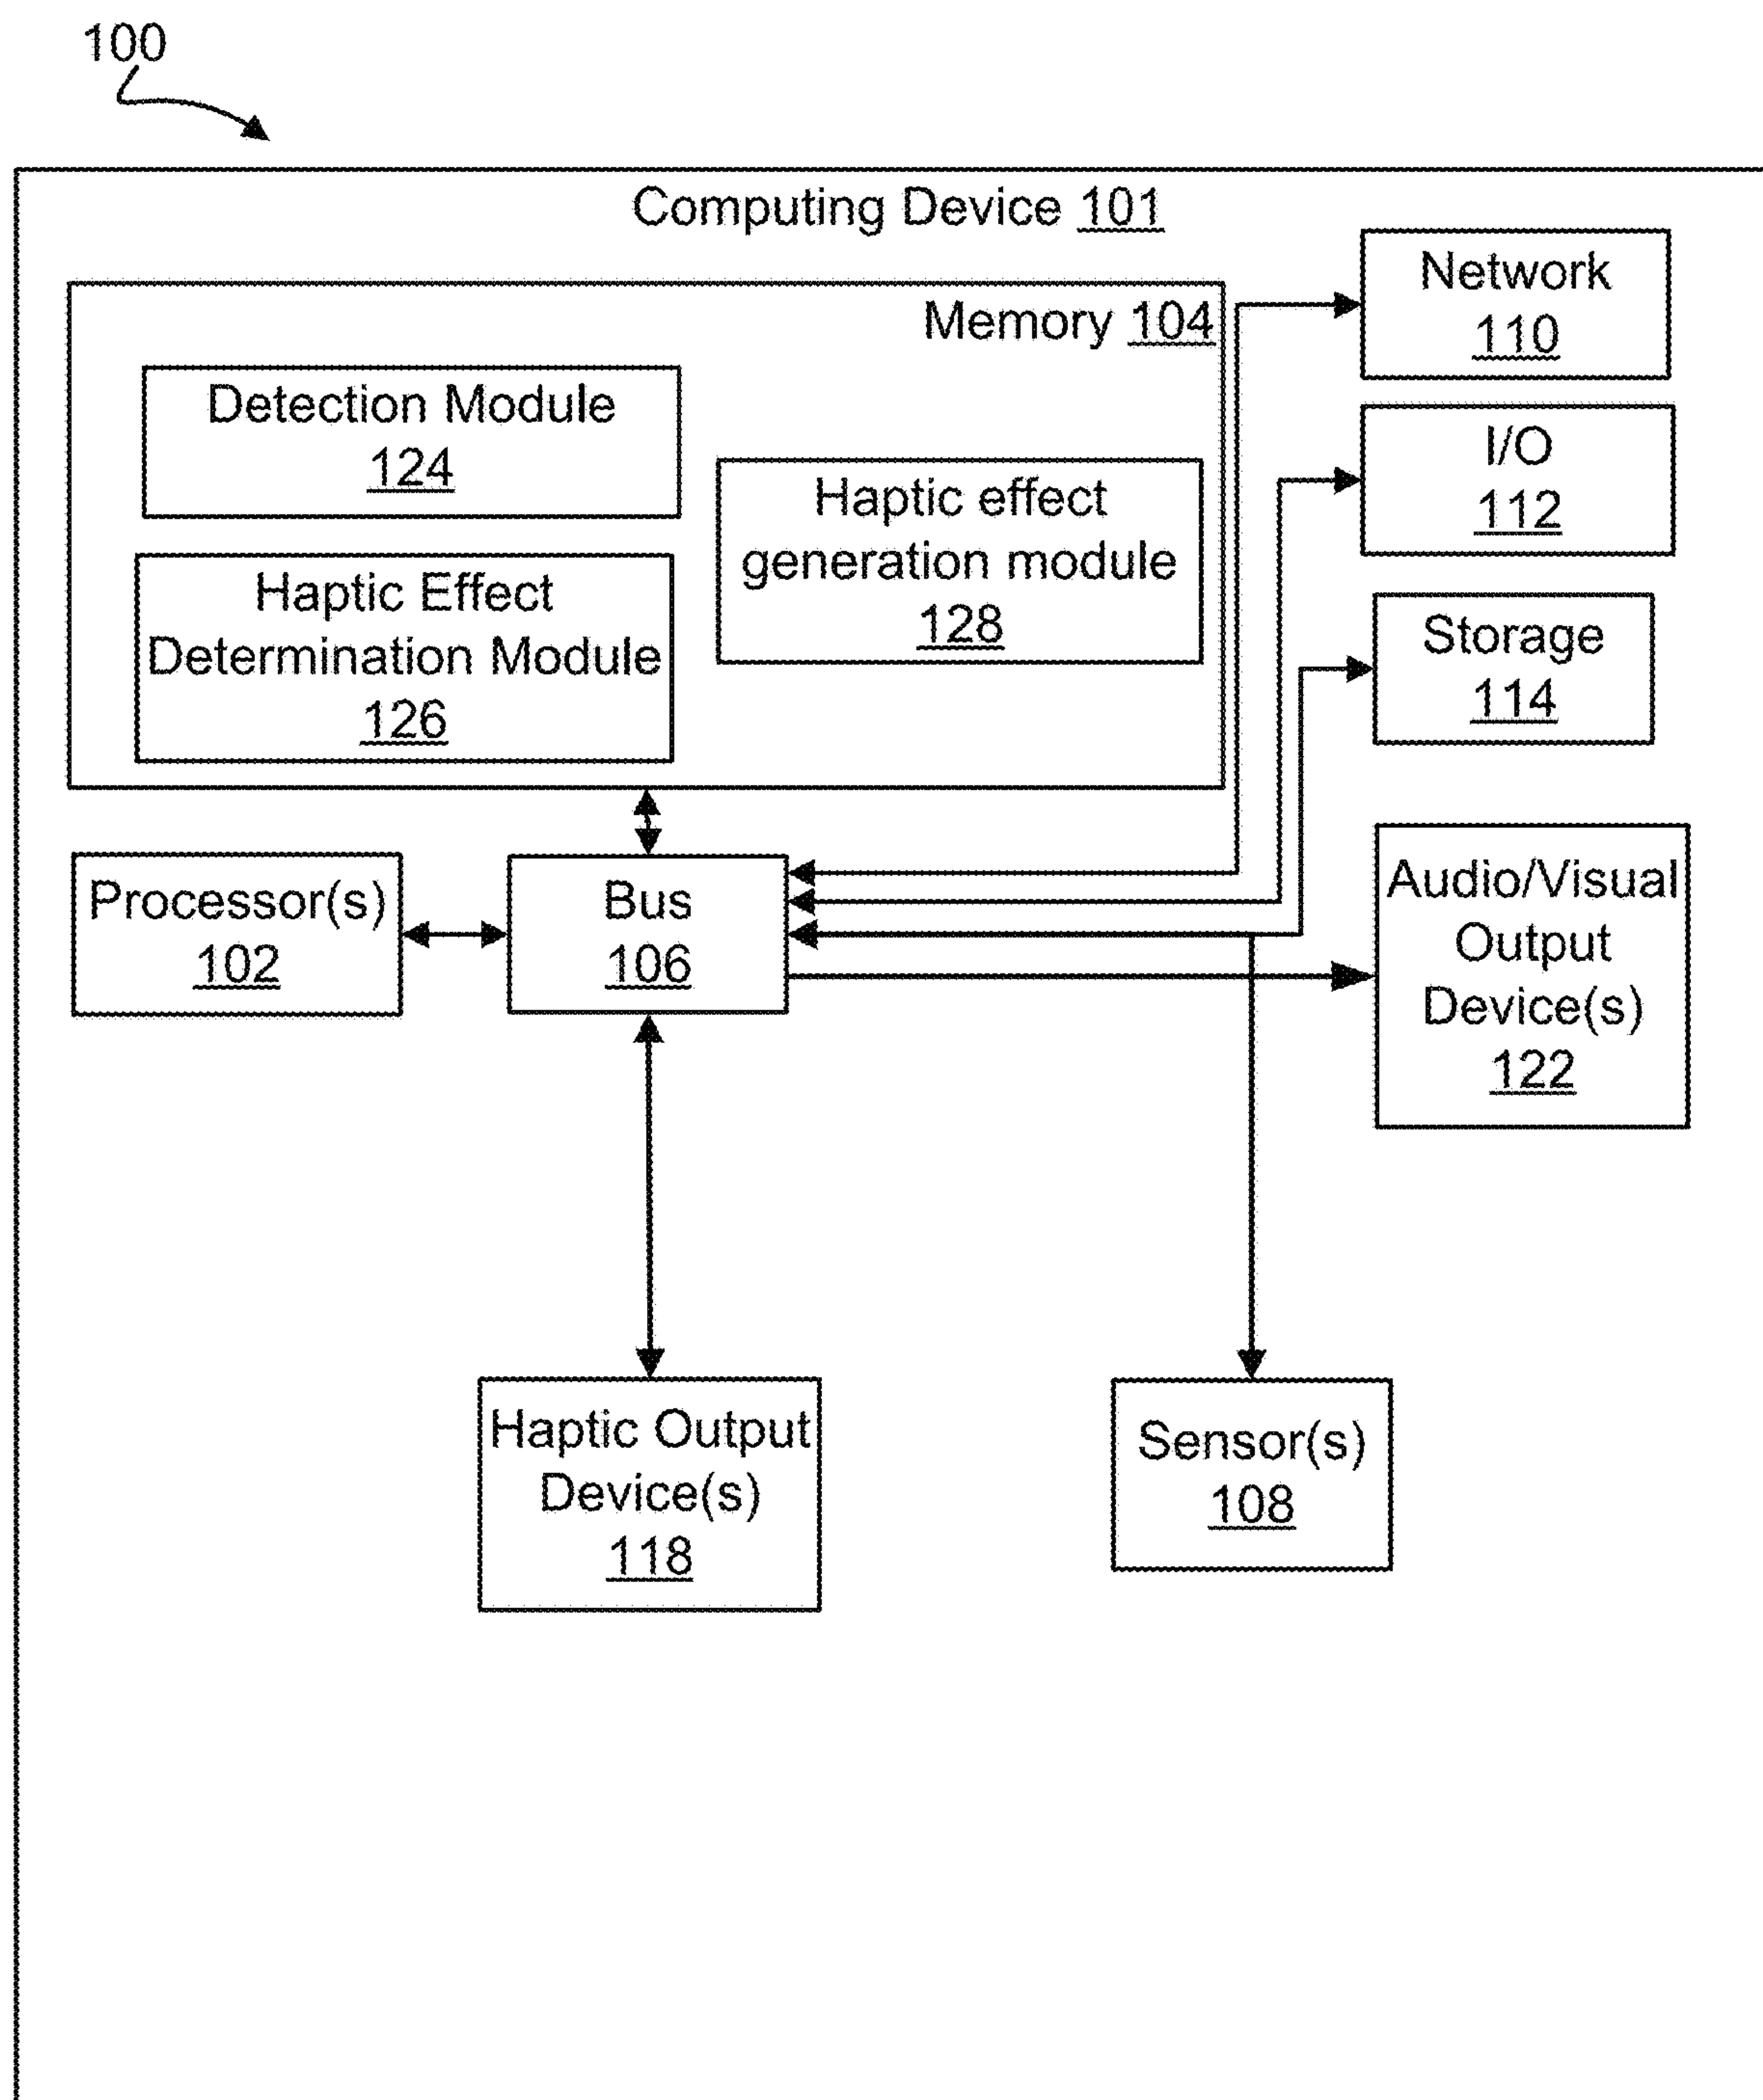 100
Computing Device 101
Memory 104
Detection Module
124
Haptic Effect
Determination Module
126
Haptic effect
generation module
128
Network
110
I/O
112
Storage
114
Processor(s)
102
Bus
106
Audio/Visual
Output
Device(s)
122
Haptic Output
Device(s)
118
Sensor(s)
108